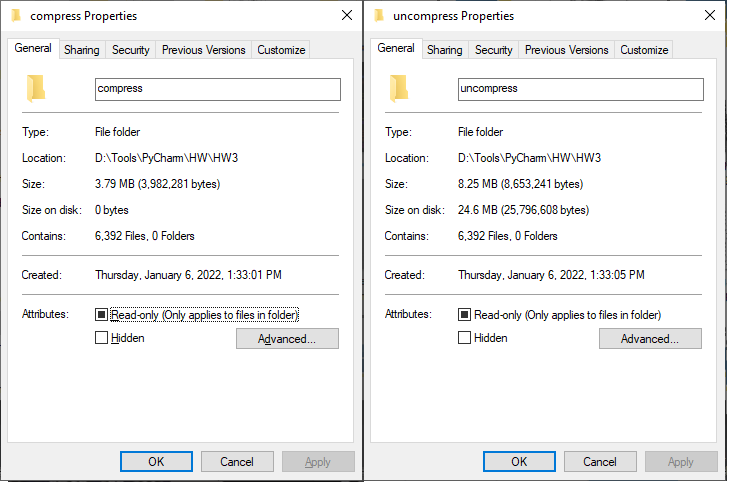 compress Properties
General Sharing Security Previous Versions Customize
compress
Type: File folder
Location: D:\Tools\PyCharm\HW\HW3
Size: 3.79 MB (3,982,281 bytes)
Size on disk: 0 bytes
Contains: 6,392 Files, 0 Folders
Created: Thursday, January 6, 2022, 1:33:01 PM
Attributes: Read-only (Only applies to files in folder)
Hidden Advanced...
OK Cancel Apply
uncompress Properties
General Sharing Security Previous Versions Customize
uncompress
Type: File folder
Location: D:\Tools\PyCharm\HW\HW3
Size: 8.25 MB (8,653,241 bytes)
Size on disk: 24.6 MB (25,796,608 bytes)
Contains: 6,392 Files, 0 Folders
Created: Thursday, January 6, 2022, 1:33:05 PM
Attributes: Read-only (Only applies to files in folder)
Hidden Advanced...
OK Cancel Apply